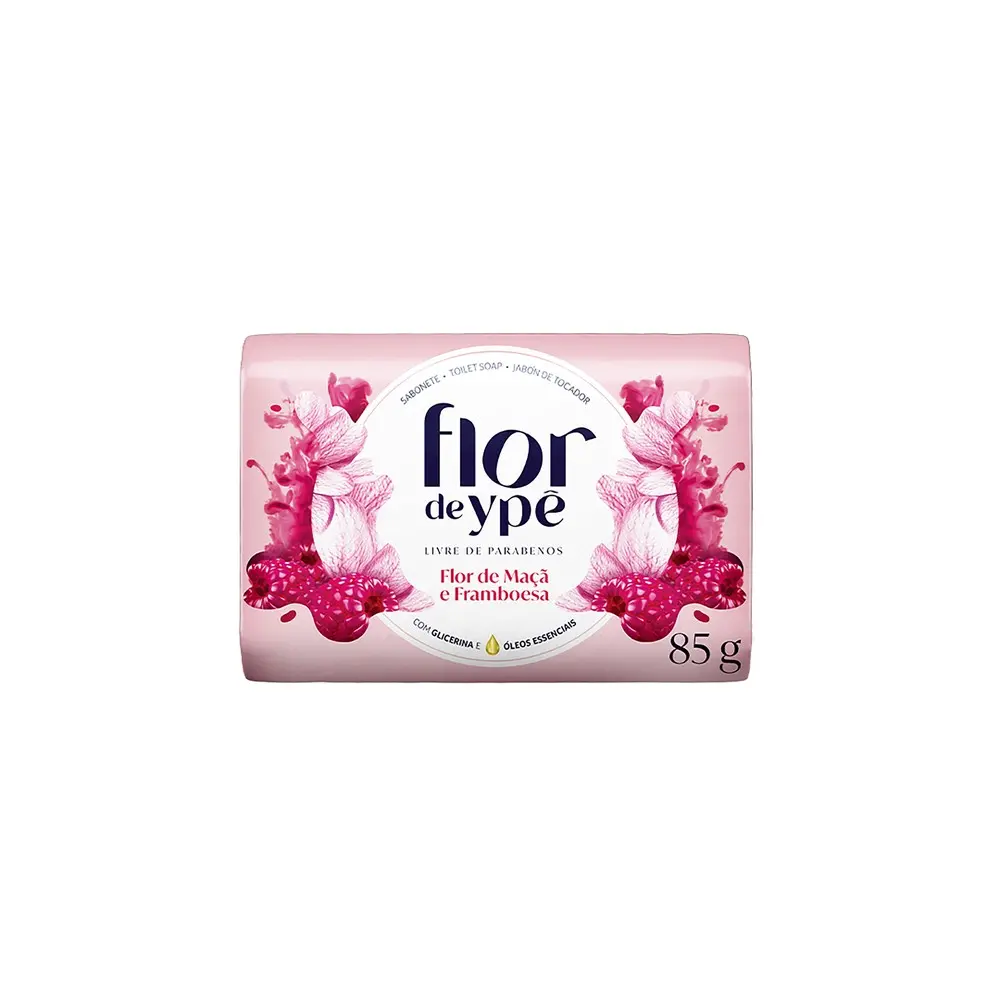 SABONETE • TOILET SOAP • JABÓN DE TOCADOR
flor
de ypê
LIVRE DE PARABENOS
Flor de Maçã
e Framboesa
COM GLICERINA E ÓLEOS ESSENCIAIS
85 g